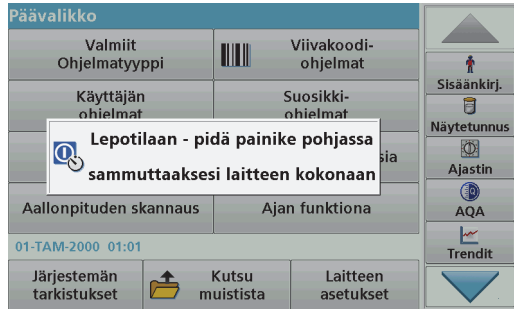 Päävalikko
Valmiit
Ohjelmatyyppi
Viivakoodi-
ohjelmat
Käyttäjän
ohjelmat
Suosikki-
ohjelmat
Lepotilaan - pidä painike pohjassa
sammuttaaksesi laitteen kokonaan
sia
Aallonpituden skannaus
Ajan funktiona
01-TAM-2000 01:01
Järjestemän
tarkistukset
Kutsu
muistista
Laitteen
asetukset
Sisäänkirj.
Näytetunnus
Ajastin
AQA
Trendit